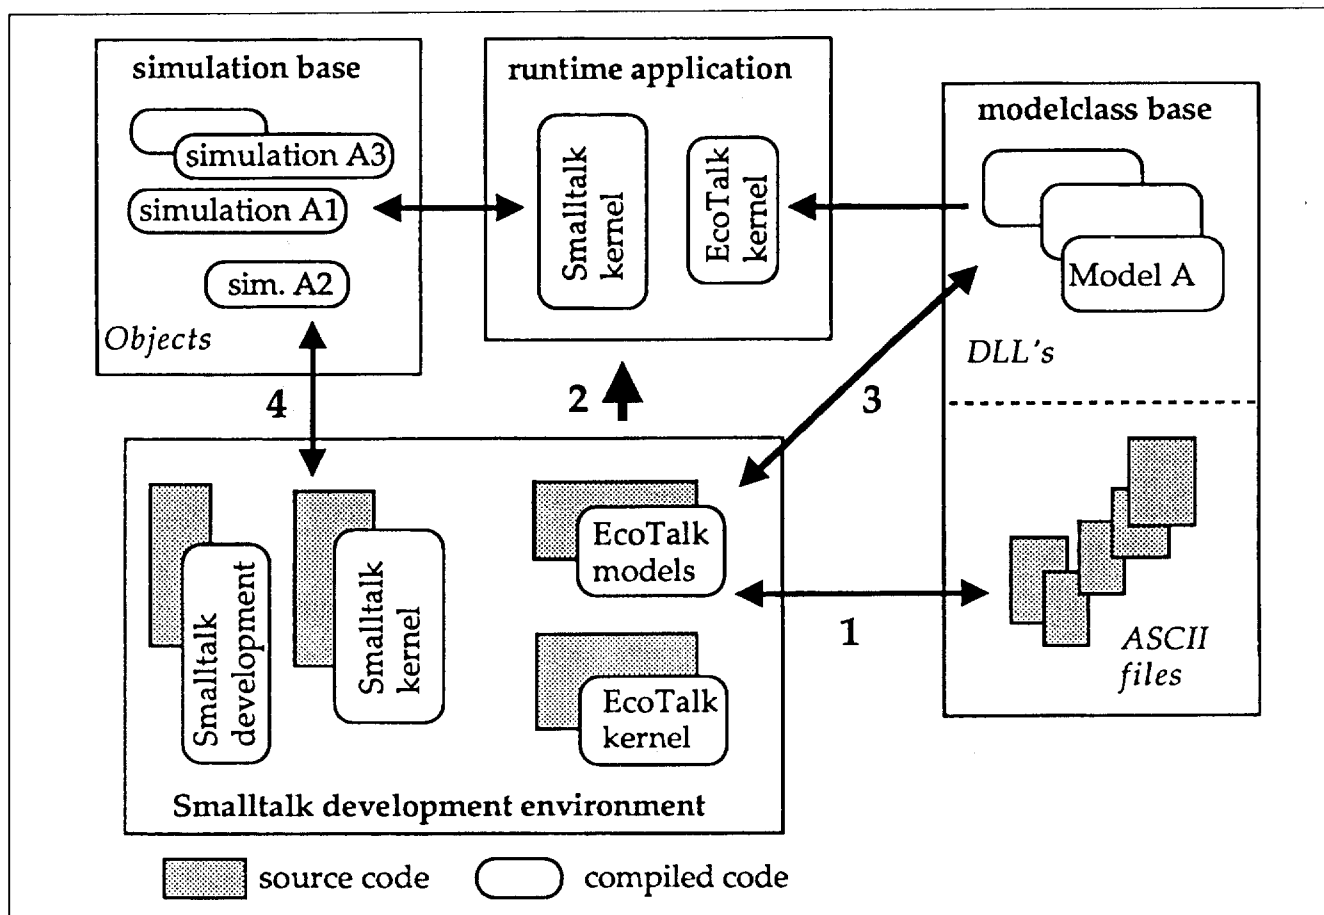 simulation base
simulation A3
simulation A1
sim. A2
Objects
runtime application
Smalltalk
kernel
EcoTalk
kernel
modelclass base
Model A
DLL's
ASCII
files
4
2
3
1
Smalltalk
development
Smalltalk
kernel
EcoTalk
models
EcoTalk
kernel
Smalltalk development environment
source code
compiled code